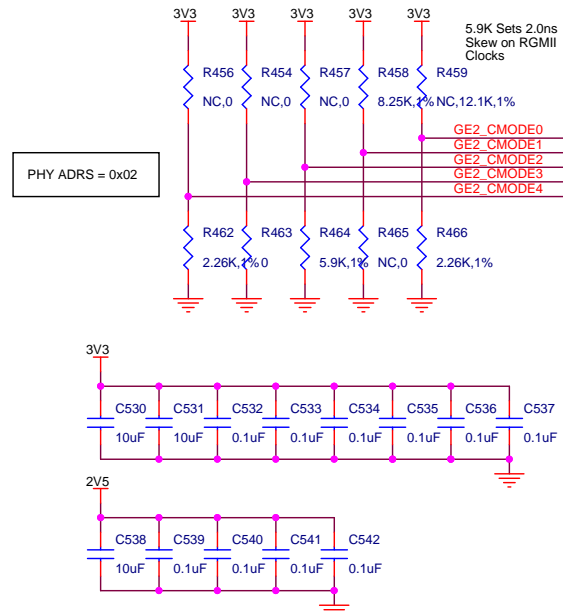 3V3 3V3 3V3 3V3 3V3
5.9K Sets 2.0ns
Skew on RGMII
Clocks
R456 R454 R457 R458 R459
NC,0 NC,0 NC,0 8.25K,1% NC,12.1K,1%
GE2_CMODE0
GE2_CMODE1
GE2_CMODE2
GE2_CMODE3
GE2_CMODE4
PHY ADRS = 0x02
R462 R463 R464 R465 R466
2.26K,1% 0 5.9K,1% NC,0 2.26K,1%
3V3
C530 C531 C532 C533 C534 C535 C536 C537
10uF 10uF 0.1uF 0.1uF 0.1uF 0.1uF 0.1uF 0.1uF
2V5
C538 C539 C540 C541 C542
10uF 0.1uF 0.1uF 0.1uF 0.1uF